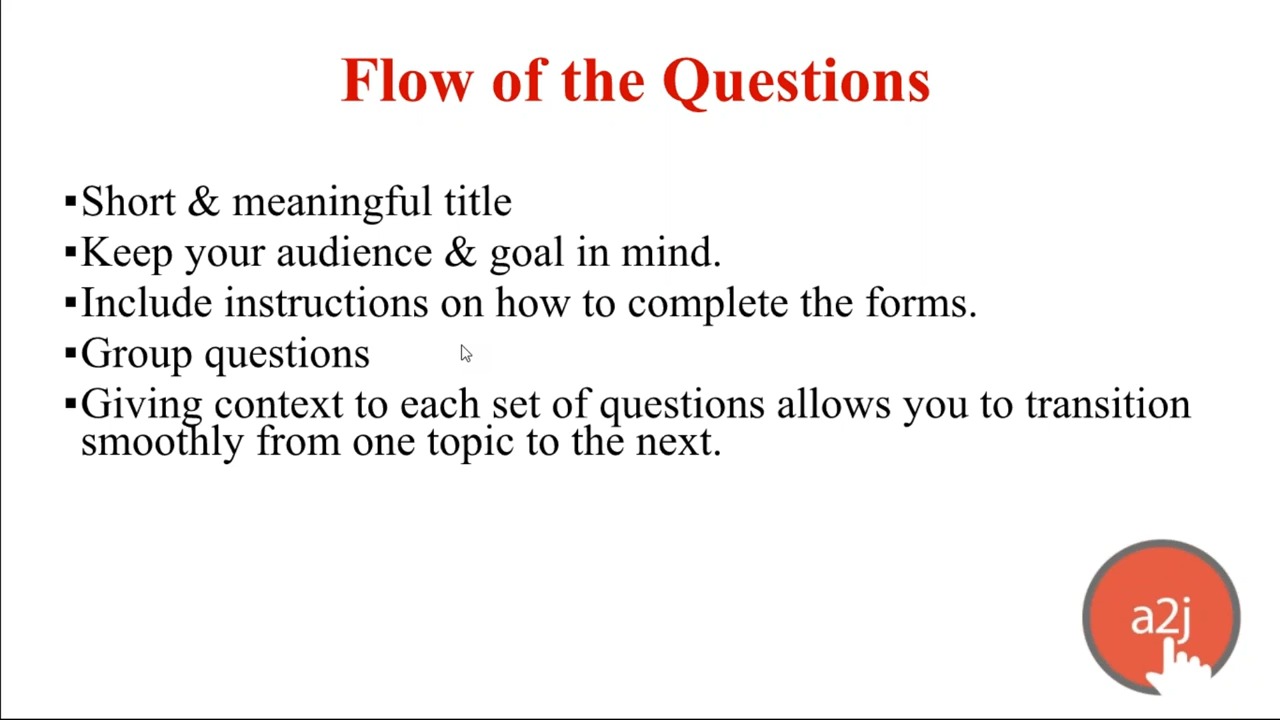 Flow of the Questions
▪Short & meaningful title
▪Keep your audience & goal in mind.
▪Include instructions on how to complete the forms.
▪Group questions
▪Giving context to each set of questions allows you to transition
smoothly from one topic to the next.
a2j